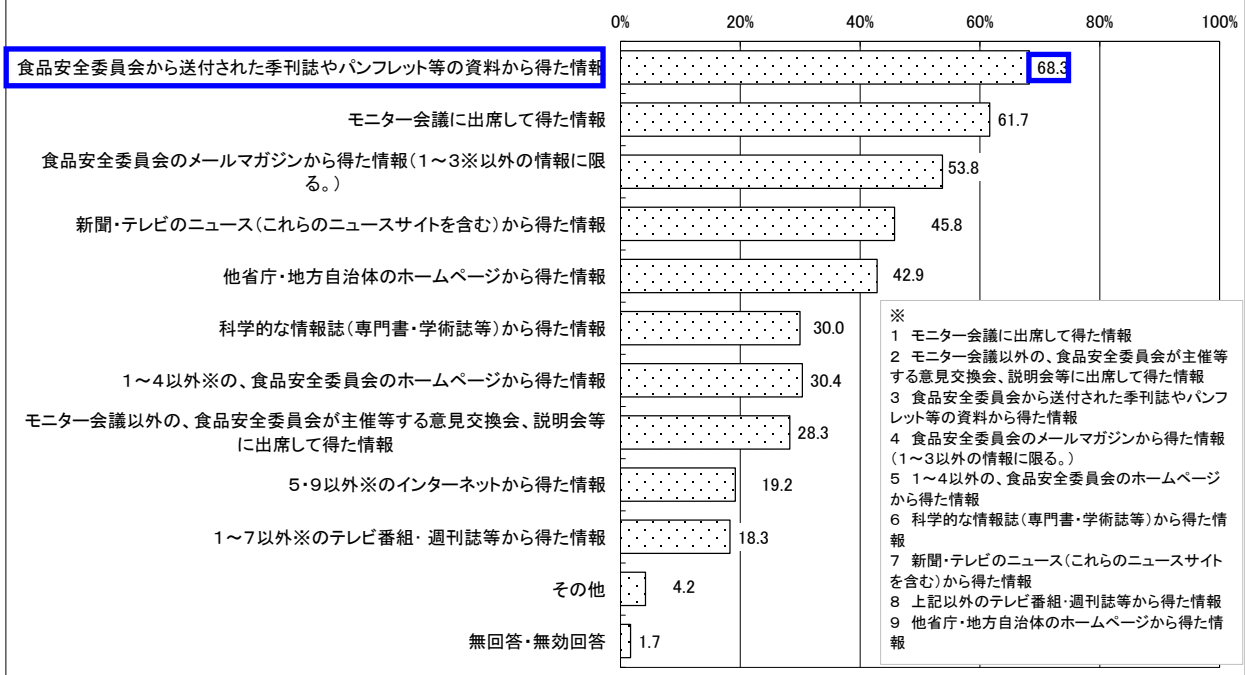 0% 20% 40% 60% 80% 100%
食品安全委員会から送付された季刊誌やパンフレット等の資料から得た情報 68.3
モニター会議に出席して得た情報 61.7
食品安全委員会のメールマガジンから得た情報(1～3※以外の情報に限
る。) 53.8
新聞・テレビのニュース(これらのニュースサイトを含む)から得た情報 45.8
他省庁・地方自治体のホームページから得た情報 42.9
科学的な情報誌(専門書・学術誌等)から得た情報 30.0
1～4以外※の、食品安全委員会のホームページから得た情報 30.4
モニター会議以外の、食品安全委員会が主催等する意見交換会、説明会等
に出席して得た情報 28.3
5・9以外※のインターネットから得た情報 19.2
1～7以外※のテレビ番組・週刊誌等から得た情報 18.3
その他 4.2
無回答・無効回答 1.7
※
1 モニター会議に出席して得た情報
2 モニター会議以外の、食品安全委員会が主催等
する意見交換会、説明会等に出席して得た情報
3 食品安全委員会から送付された季刊誌やパンフ
レット等の資料から得た情報
4 食品安全委員会のメールマガジンから得た情報
(1～3以外の情報に限る。)
5 1～4以外の、食品安全委員会のホームページ
から得た情報
6 科学的な情報誌(専門書・学術誌等)から得た情
報
7 新聞・テレビのニュース(これらのニュースサイト
を含む)から得た情報
8 上記以外のテレビ番組・週刊誌等から得た情報
9 他省庁・地方自治体のホームページから得た情
報